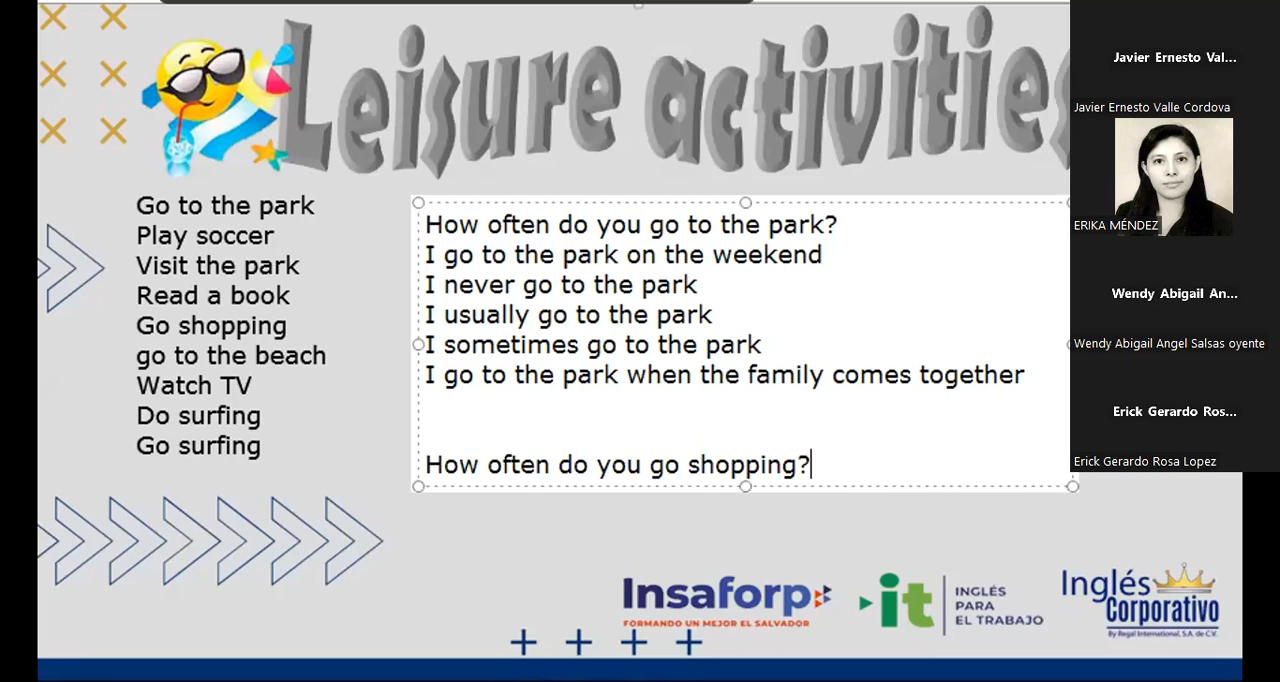 Leisure activities
Go to the park
Play soccer
Visit the park
Read a book
Go shopping
go to the beach
Watch TV
Do surfing
Go surfing
How often do you go to the park?
I go to the park on the weekend
I never go to the park
I usually go to the park
I sometimes go to the park
I go to the park when the family comes together
How often do you go shopping?
Javier Ernesto Val...
Javier Ernesto Valle Cordova
ERIKA MÉNDEZ
Wendy Abigail An...
Wendy Abigail Angel Salsas oyente
Erick Gerardo Ros...
Erick Gerardo Rosa Lopez
Insaforp
FORMANDO UN MEJOR EL SALVADOR
it
INGLÉS
PARA
EL TRABAJO
Inglés
Corporativo
By Regal International, S.A. de C.V.